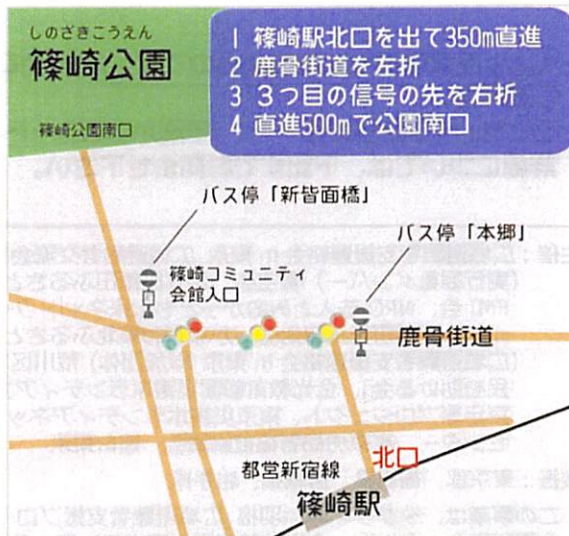 しのざきこうえん
篠崎公園
篠崎公園南口
1 篠崎駅北口を出て350m直進
2 鹿骨街道を左折
3 3つ目の信号の先を右折
4 直進500mで公園南口
バス停「新皆面橋」
バス停「本郷」
篠崎コミュニティ
会館入口
鹿骨街道
北口
都営新宿線
篠崎駅